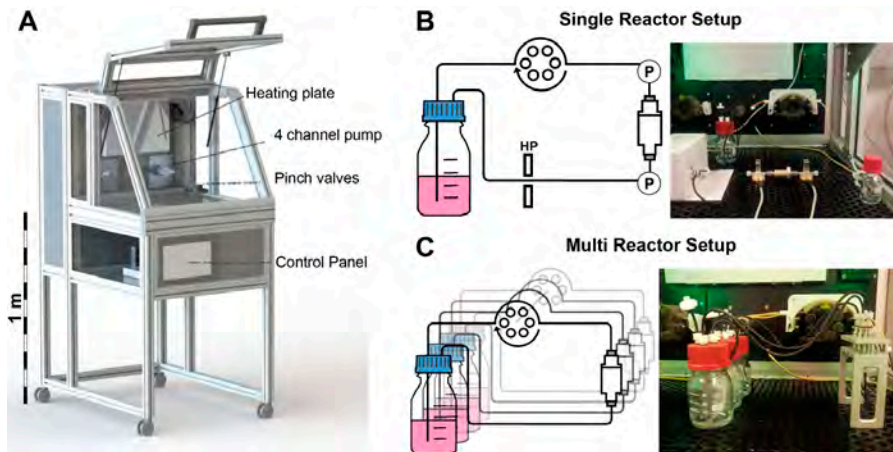 A
Heating plate
4 channel pump
Pinch valves
Control Panel
1 m
B
Single Reactor Setup
P
HP
P
C
Multi Reactor Setup